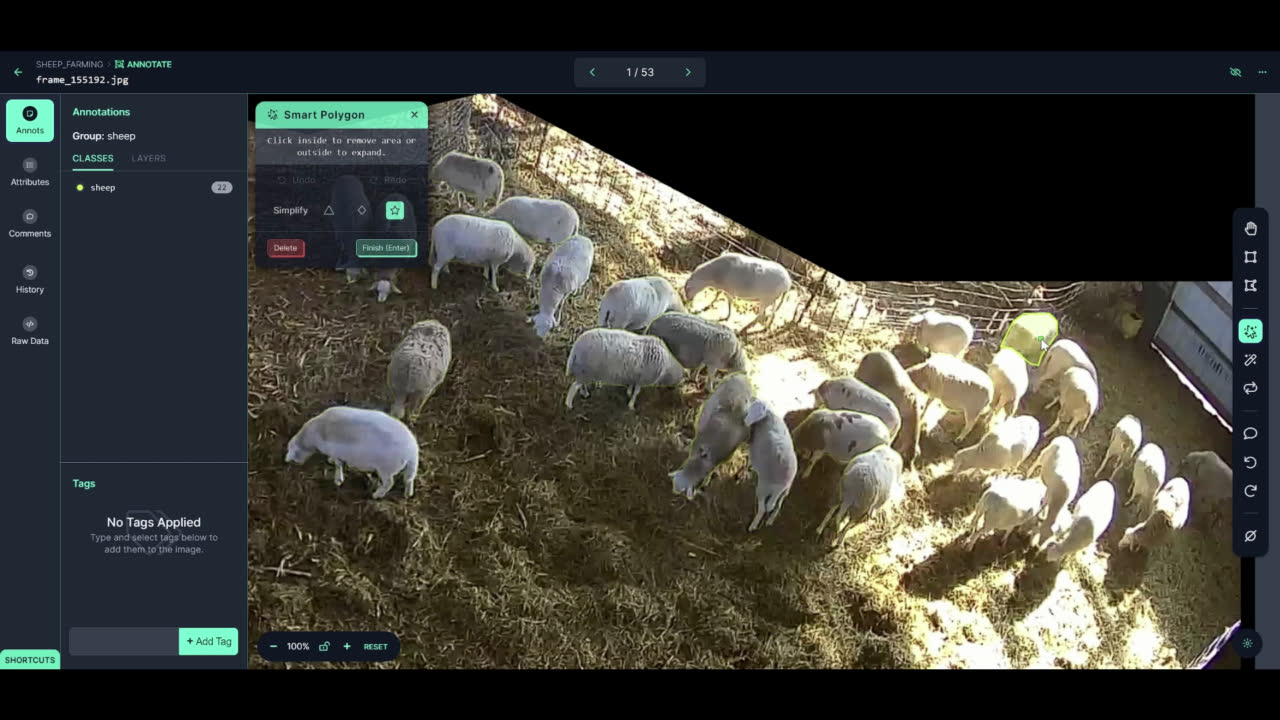 SHEEP_FARMING › ANNOTATE
frame_155192.jpg
1 / 53
Annots
Attributes
Comments
History
Raw Data
SHORTCUTS
Annotations
Group: sheep
CLASSES LAYERS
sheep 22
Tags
No Tags Applied
Type and select tags below to
add them to the image.
+ Add Tag
Smart Polygon
Click inside to remove area or
outside to expand.
Undo Redo
Simplify
Delete Finish (Enter)
100% RESET